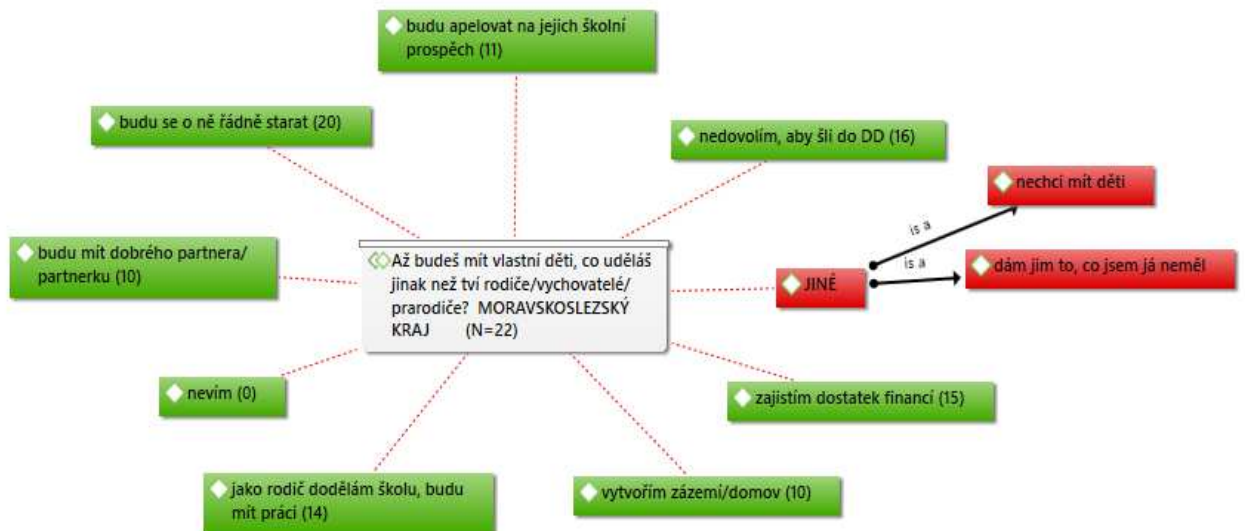 budu apelovat na jejich školní
prospěch (11)
budu se o ně řádně starat (20)
nedovolím, aby šli do DD (16)
nechci mít děti
is a
budu mít dobrého partnera/
partnerku (10)
Až budeš mít vlastní děti, co uděláš
jinak než tví rodiče/vychovatelé/
prarodiče? MORAVSKOSLEZSKÝ
KRAJ (N=22)
JINÉ
is a
dám jim to, co jsem já neměl
nevím (0)
zajistím dostatek financí (15)
jako rodič dodělám školu, budu
mít práci (14)
vytvořím zázemí/domov (10)